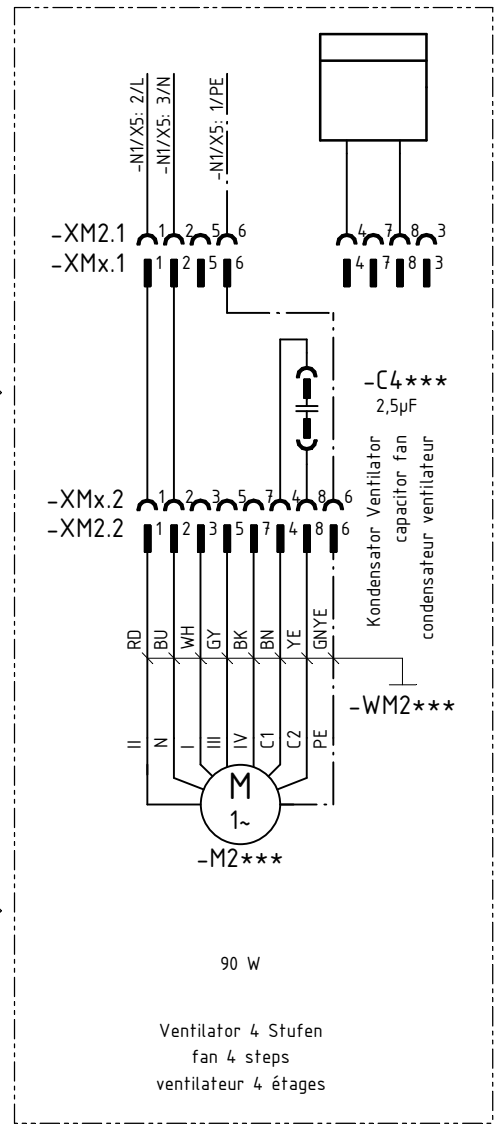 -N1/X5: 2/L
-N1/X5: 3/N
-N1/X5: 1/PE
-XM2.1 1 2 5 6 4 7 8 3
-XMx.1 1 2 5 6 4 7 8 3
-C4***
2,5µF
Kondensator Ventilator
capacitor fan
condensateur ventilateur
-XMx.2 1 2 3 5 7 4 8 6
-XM2.2 1 2 3 5 7 4 8 6
RD BU WH GY BK BN YE GNYE
-WM2***
II N I III IV C1 C2 PE
M
1~
-M2***
90 W
Ventilator 4 Stufen
fan 4 steps
ventilateur 4 étages